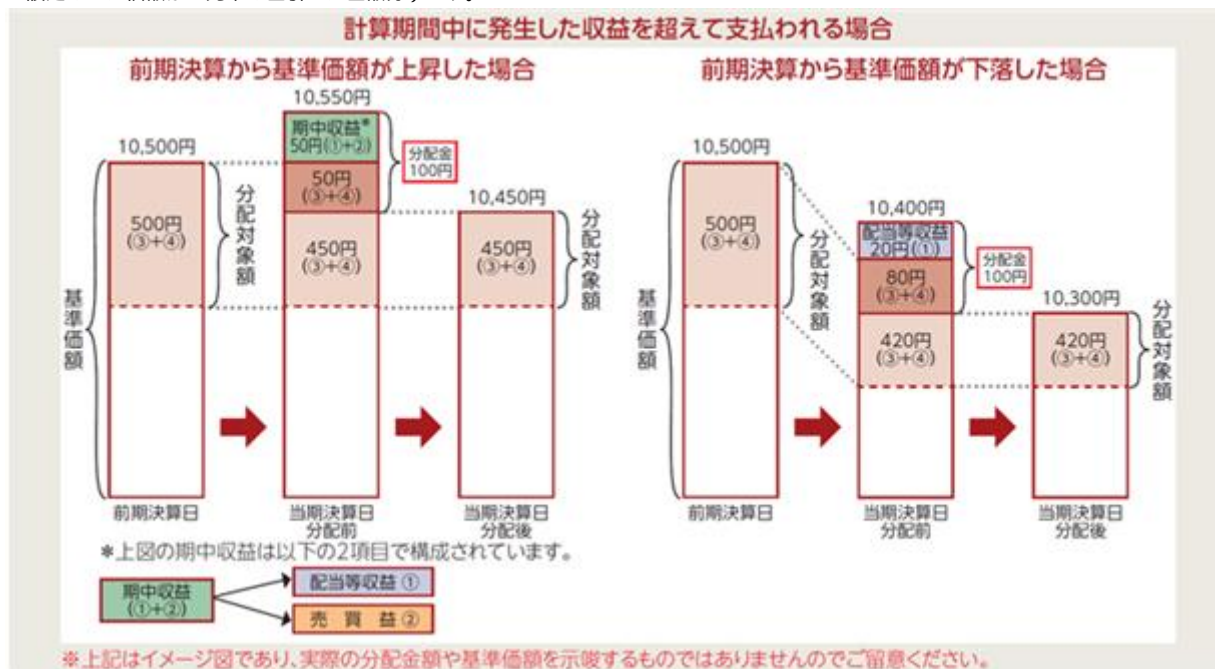 計算期間中に発生した収益を超えて支払われる場合
前期決算から基準価額が上昇した場合
10,550円
10,500円
期中収益*
50円(①+②)
分配金
100円
50円
(③+④)
10,450円
500円
(③+④)
分配対象額
450円
(③+④)
450円
(③+④)
分配対象額
基準価額
前期決算日
当期決算日
分配前
当期決算日
分配後
*上図の期中収益は以下の2項目で構成されています。
期中収益
(①+②)
配当等収益 ①
売 買 益 ②
前期決算から基準価額が下落した場合
10,500円
10,400円
500円
(③+④)
分配対象額
配当等収益
20円(①)
分配金
100円
80円
(③+④)
10,300円
420円
(③+④)
420円
(③+④)
分配対象額
基準価額
前期決算日
当期決算日
分配前
当期決算日
分配後
※上記はイメージ図であり、実際の分配金額や基準価額を示唆するものではありませんのでご留意ください。